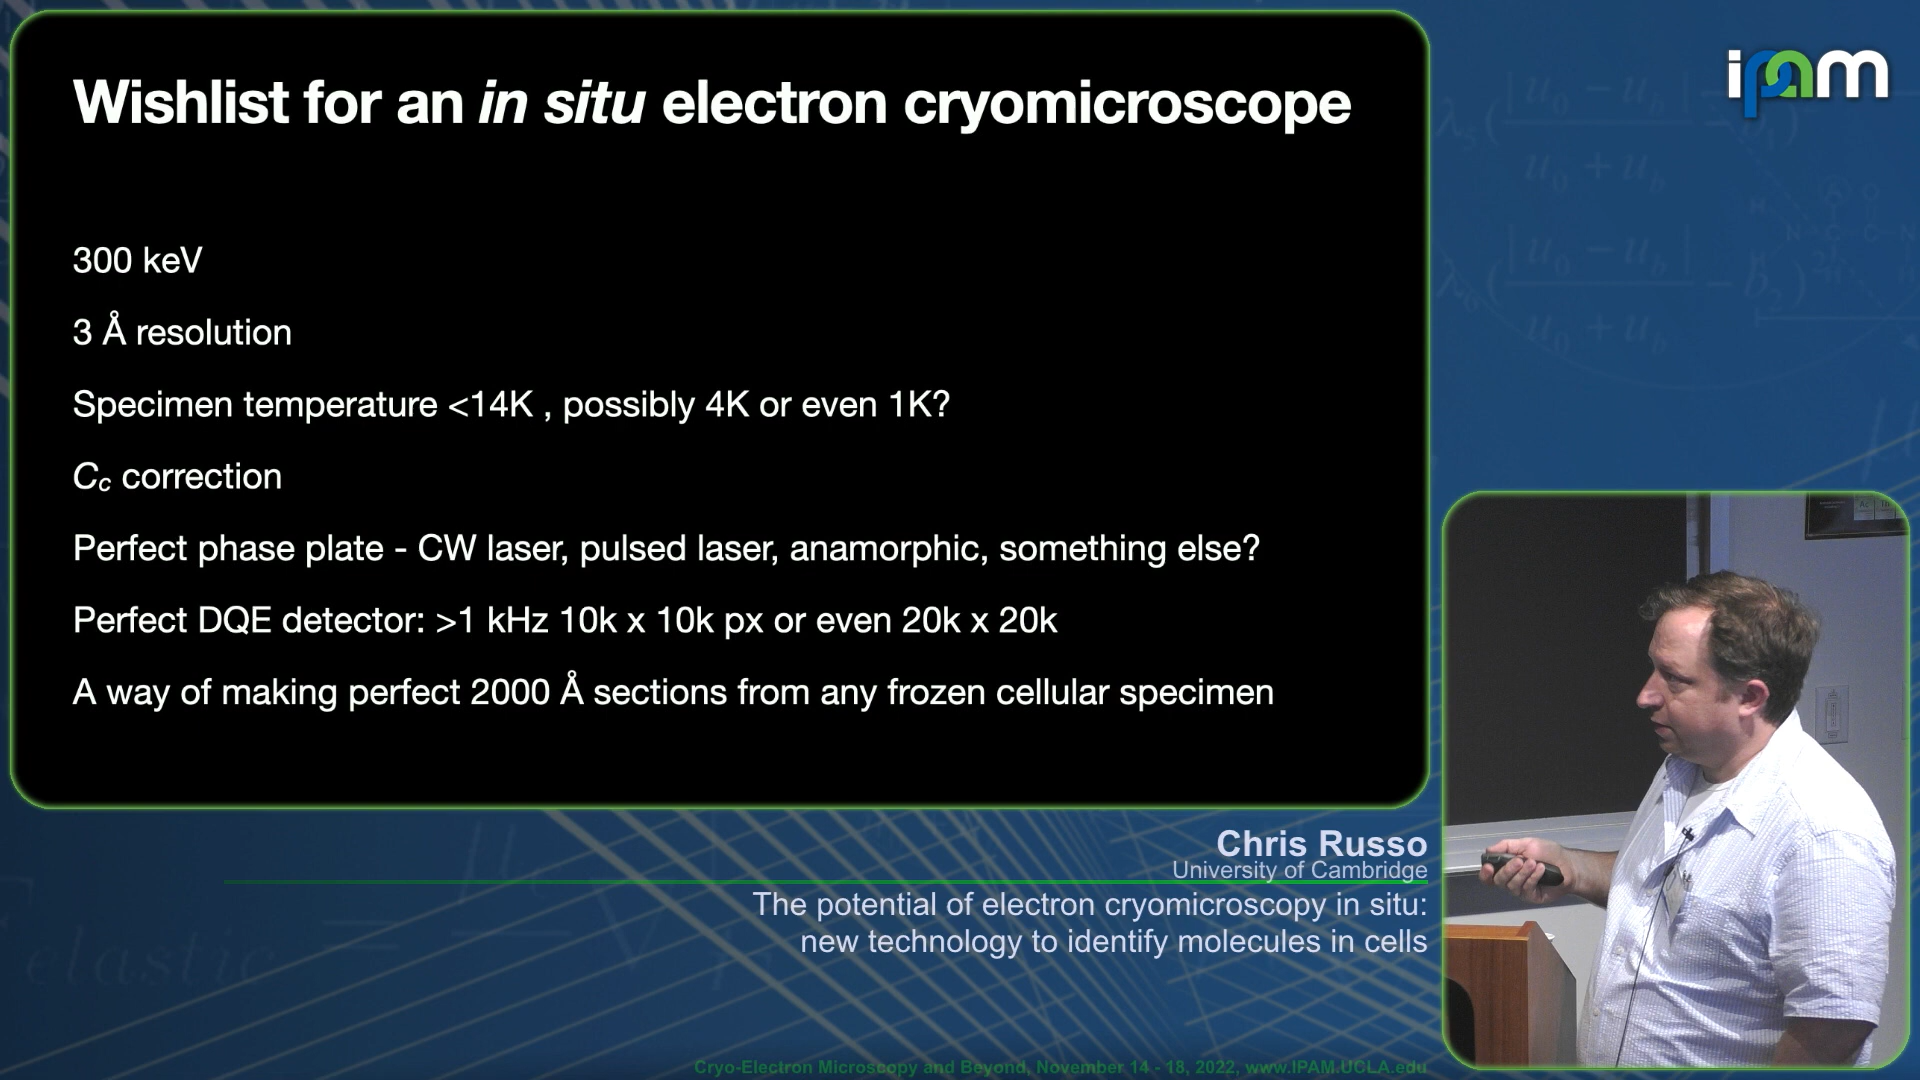 Wishlist for an in situ electron cryomicroscope
ipam
300 keV
3 Å resolution
Specimen temperature <14K , possibly 4K or even 1K?
Cc correction
Perfect phase plate - CW laser, pulsed laser, anamorphic, something else?
Perfect DQE detector: >1 kHz 10k x 10k px or even 20k x 20k
A way of making perfect 2000 Å sections from any frozen cellular specimen
Chris Russo
University of Cambridge
The potential of electron cryomicroscopy in situ:
new technology to identify molecules in cells
Cryo-Electron Microscopy and Beyond, November 14 - 18, 2022, www.IPAM.UCLA.edu